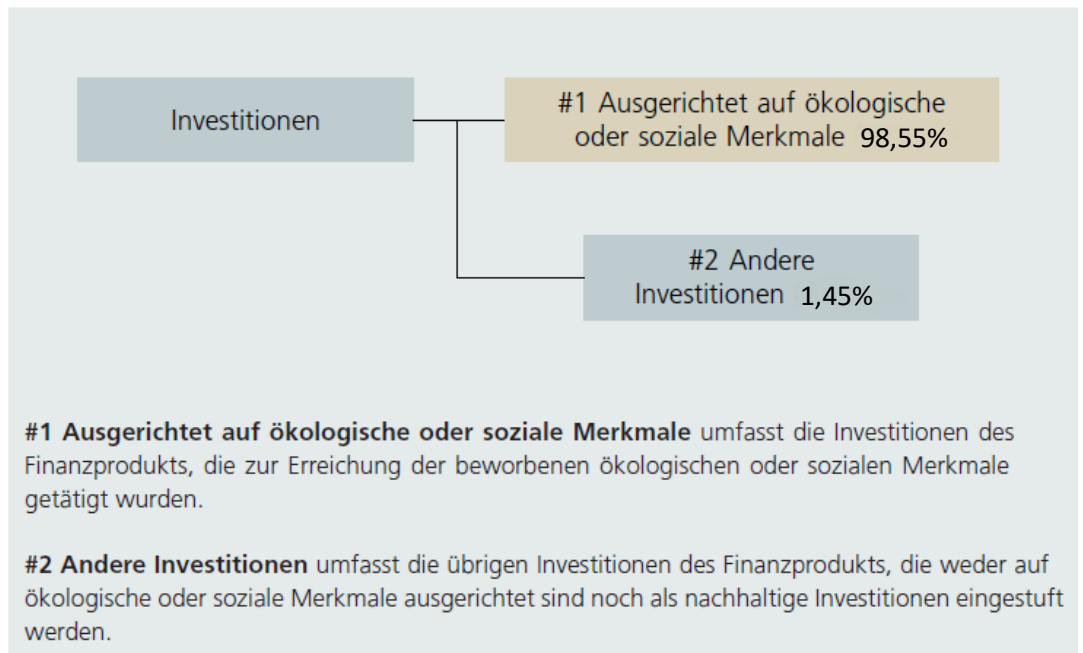 Investitionen
#1 Ausgerichtet auf ökologische
oder soziale Merkmale 98,55%
#2 Andere
Investitionen 1,45%
#1 Ausgerichtet auf ökologische oder soziale Merkmale umfasst die Investitionen des
Finanzprodukts, die zur Erreichung der beworbenen ökologischen oder sozialen Merkmale
getätigt wurden.
#2 Andere Investitionen umfasst die übrigen Investitionen des Finanzprodukts, die weder auf
ökologische oder soziale Merkmale ausgerichtet sind noch als nachhaltige Investitionen eingestuft
werden.